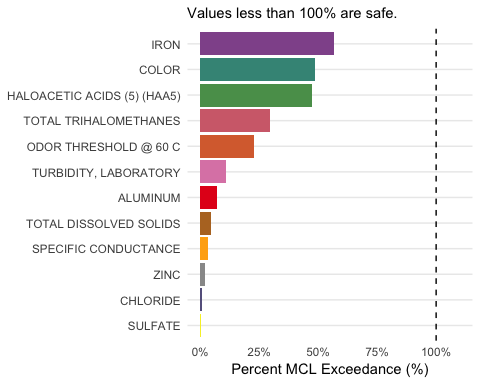 Values less than 100% are safe.
IRON
COLOR
HALOACETIC ACIDS (5) (HAA5)
TOTAL TRIHALOMETHANES
ODOR THRESHOLD @ 60 C
TURBIDITY, LABORATORY
ALUMINUM
TOTAL DISSOLVED SOLIDS
SPECIFIC CONDUCTANCE
ZINC
CHLORIDE
SULFATE
0% 25% 50% 75% 100%
Percent MCL Exceedance (%)